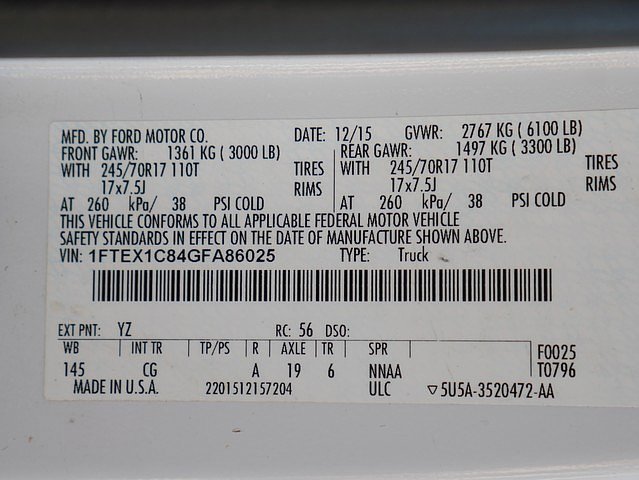 MFD. BY FORD MOTOR CO. DATE: 12/15 GVWR: 2767 KG ( 6100 LB)
FRONT GAWR: 1361 KG ( 3000 LB) REAR GAWR: 1497 KG ( 3300 LB)
WITH 245/70R17 110T TIRES WITH 245/70R17 110T TIRES
17x7.5J RIMS 17x7.5J RIMS
AT 260 kPa/ 38 PSI COLD AT 260 kPa/ 38 PSI COLD
THIS VEHICLE CONFORMS TO ALL APPLICABLE FEDERAL MOTOR VEHICLE
SAFETY STANDARDS IN EFFECT ON THE DATE OF MANUFACTURE SHOWN ABOVE.
VIN: 1FTEX1C84GFA86025 TYPE: Truck
EXT PNT: YZ RC: 56 DSO:
WB INT TR TP/PS R AXLE TR SPR F0025
145 CG A 19 6 NNAA T0796
MADE IN U.S.A. 2201512157204 ULC ▽5U5A-3520472-AA